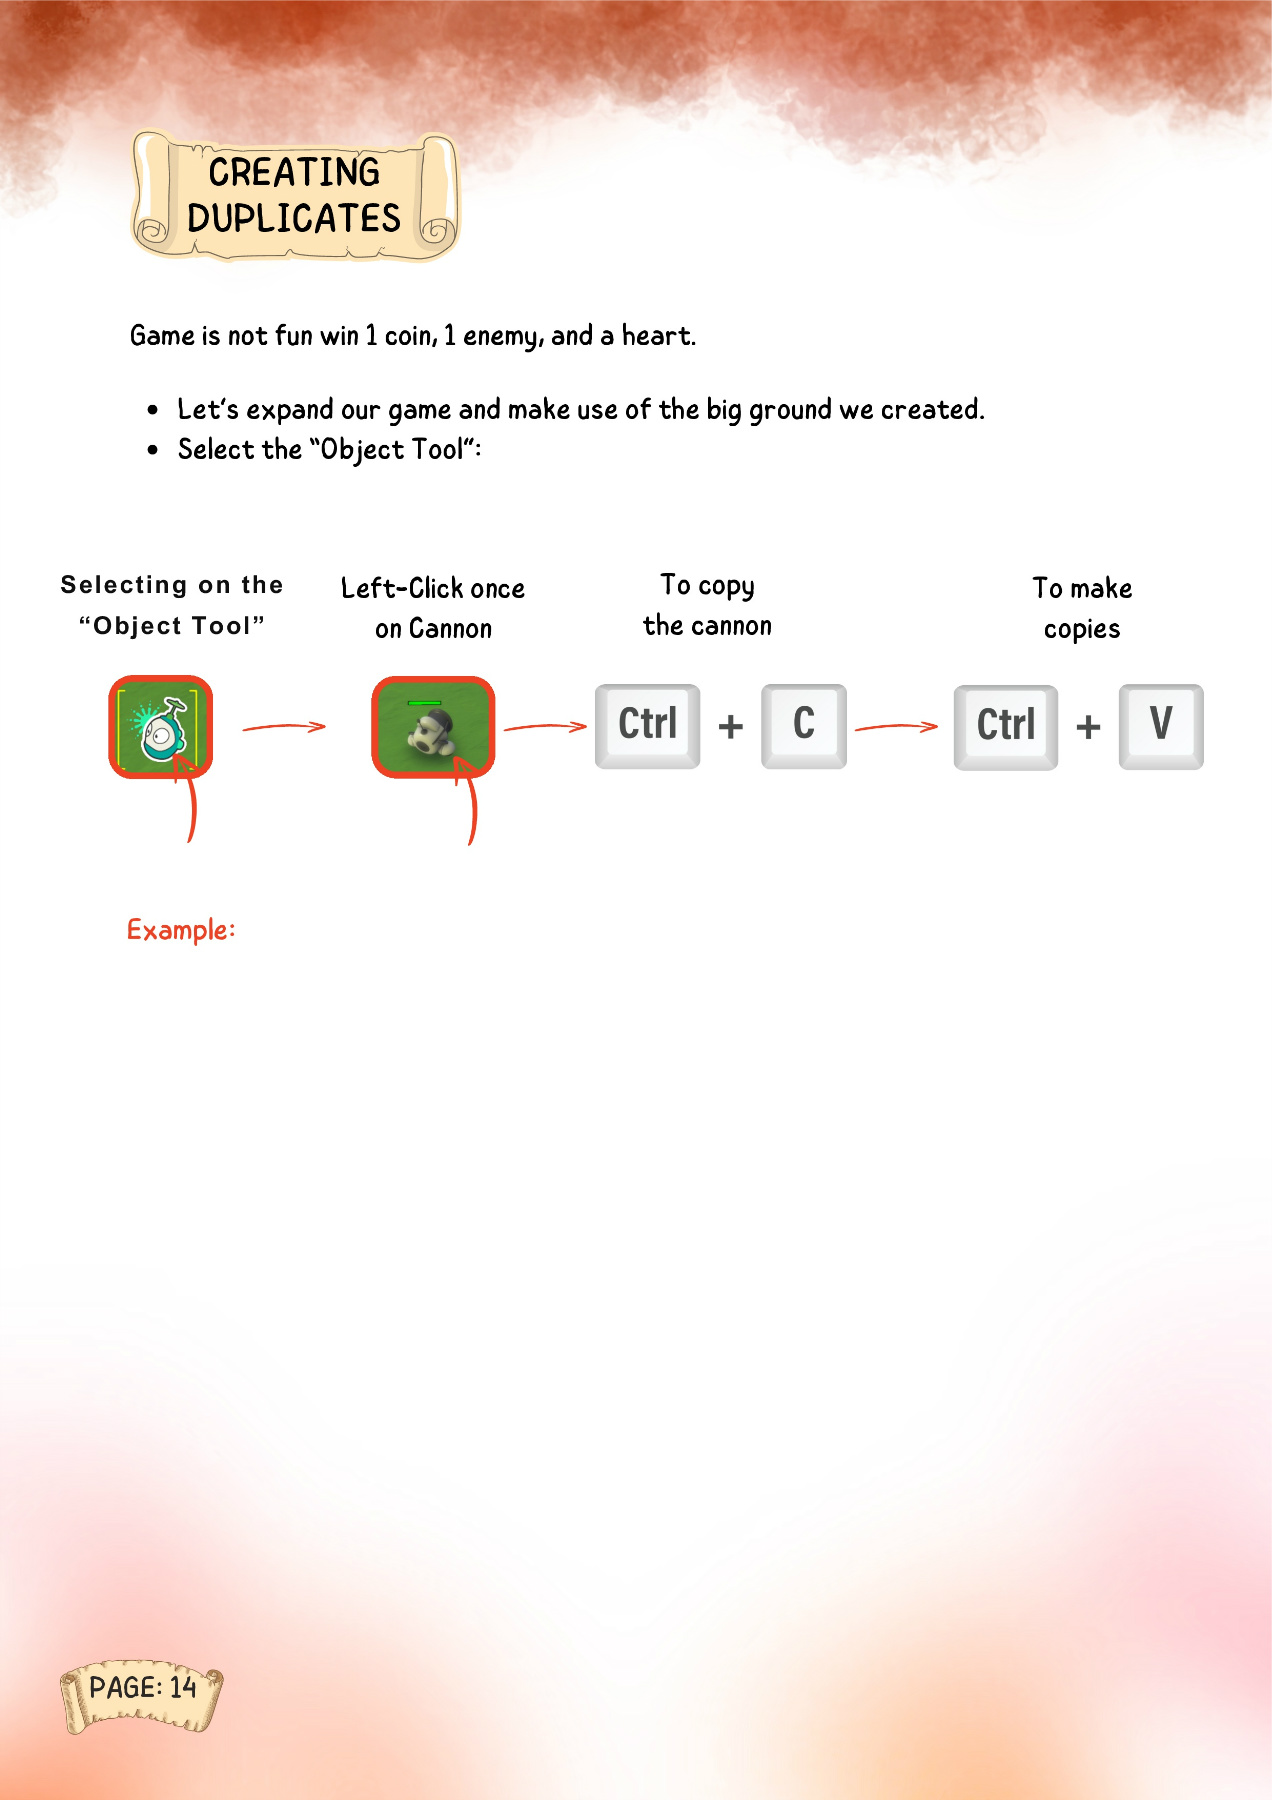 CREATING
DUPLICATES
Game is not fun win 1 coin, 1 enemy, and a heart.
• Let's expand our game and make use of the big ground we created.
• Select the “Object Tool”:
Selecting on the
“Object Tool”
Left-Click once
on Cannon
To copy
the cannon
To make
copies
Ctrl + C
Ctrl + V
Example:
PAGE: 14